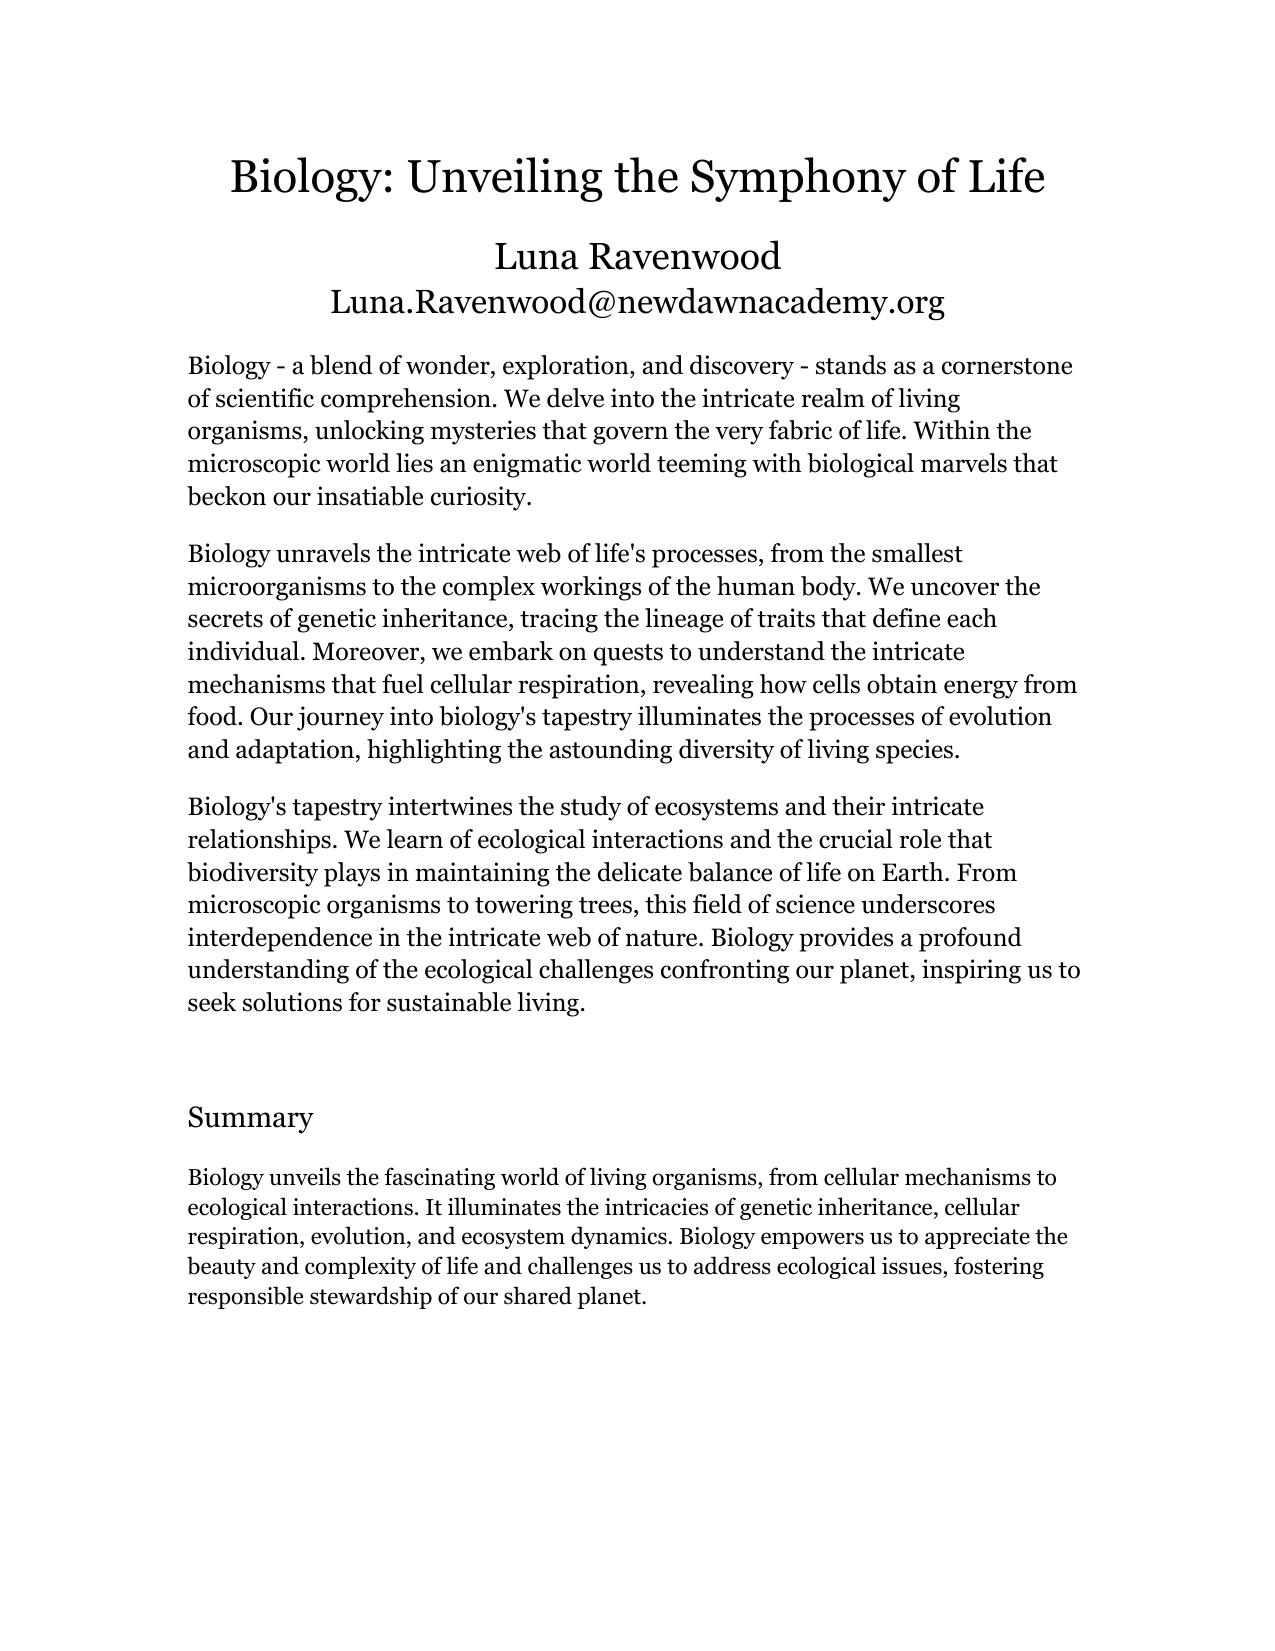 Biology: Unveiling the Symphony of Life
Luna Ravenwood
Luna.Ravenwood@newdawnacademy.org
Biology - a blend of wonder, exploration, and discovery - stands as a cornerstone
of scientific comprehension. We delve into the intricate realm of living
organisms, unlocking mysteries that govern the very fabric of life. Within the
microscopic world lies an enigmatic world teeming with biological marvels that
beckon our insatiable curiosity.
Biology unravels the intricate web of life's processes, from the smallest
microorganisms to the complex workings of the human body. We uncover the
secrets of genetic inheritance, tracing the lineage of traits that define each
individual. Moreover, we embark on quests to understand the intricate
mechanisms that fuel cellular respiration, revealing how cells obtain energy from
food. Our journey into biology's tapestry illuminates the processes of evolution
and adaptation, highlighting the astounding diversity of living species.
Biology's tapestry intertwines the study of ecosystems and their intricate
relationships. We learn of ecological interactions and the crucial role that
biodiversity plays in maintaining the delicate balance of life on Earth. From
microscopic organisms to towering trees, this field of science underscores
interdependence in the intricate web of nature. Biology provides a profound
understanding of the ecological challenges confronting our planet, inspiring us to
seek solutions for sustainable living.
Summary
Biology unveils the fascinating world of living organisms, from cellular mechanisms to
ecological interactions. It illuminates the intricacies of genetic inheritance, cellular
respiration, evolution, and ecosystem dynamics. Biology empowers us to appreciate the
beauty and complexity of life and challenges us to address ecological issues, fostering
responsible stewardship of our shared planet.